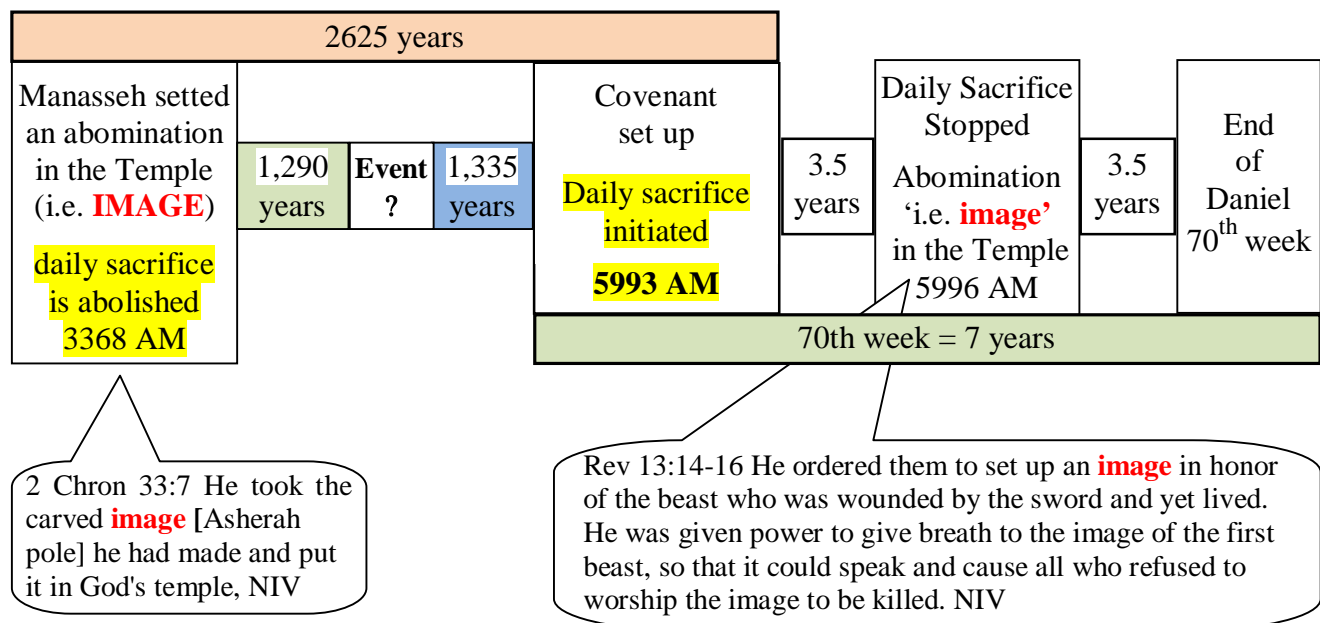 2625 years
Manasseh setted
an abomination
in the Temple
(i.e. IMAGE)
daily sacrifice
is abolished
3368 AM
1,290
years
Event
?
1,335
years
Covenant
set up
Daily sacrifice
initiated
5993 AM
3.5
years
Daily Sacrifice
Stopped
Abomination
‘i.e. image’
in the Temple
5996 AM
3.5
years
End
of
Daniel
70th week
70th week = 7 years
2 Chron 33:7 He took the
carved image [Asherah
pole] he had made and put
it in God's temple, NIV
Rev 13:14-16 He ordered them to set up an image in honor
of the beast who was wounded by the sword and yet lived.
He was given power to give breath to the image of the first
beast, so that it could speak and cause all who refused to
worship the image to be killed. NIV